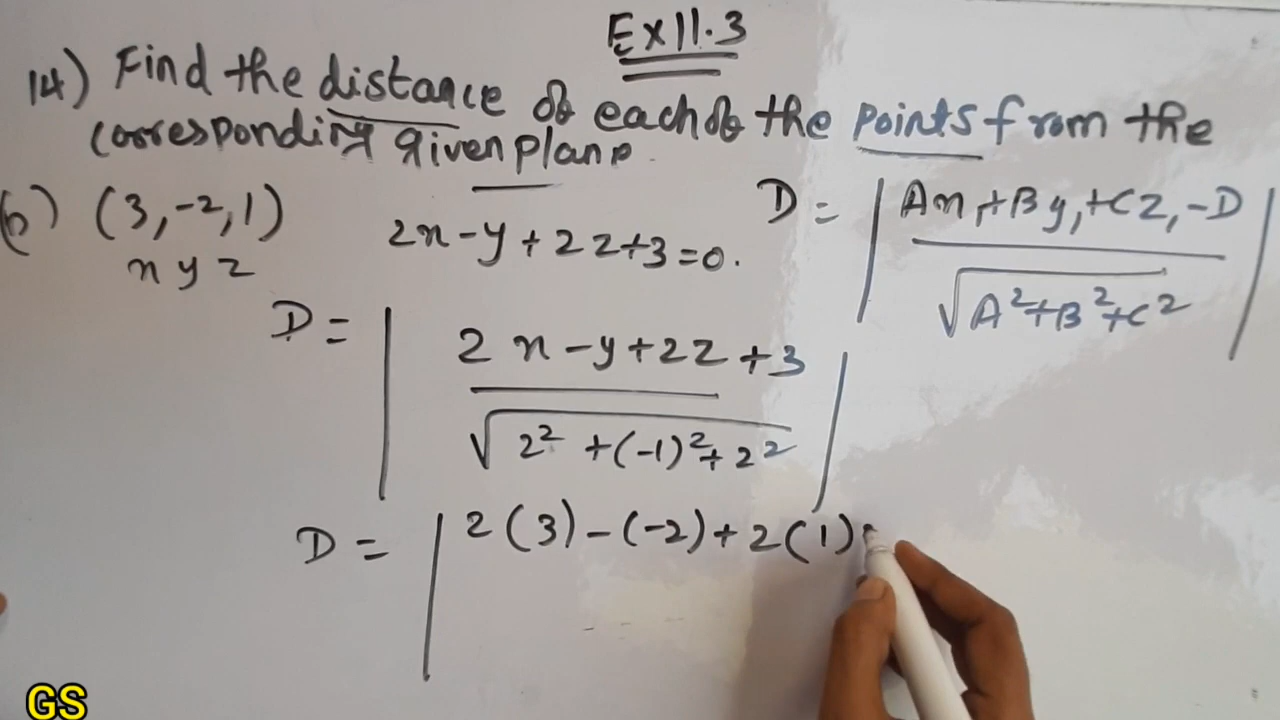 Ex 11.3
14) Find the distance of each of the points from the
corresponding given plane.
(b) (3,-2,1)
x y z
2x-y+2z+3=0.
D = | Ax₁+By₁+Cz₁-D / √A²+B²+C² |
D = | 2x-y+2z+3 / √2²+(-1)²+2² |
D = | 2(3)-(-2)+2(1)
GS